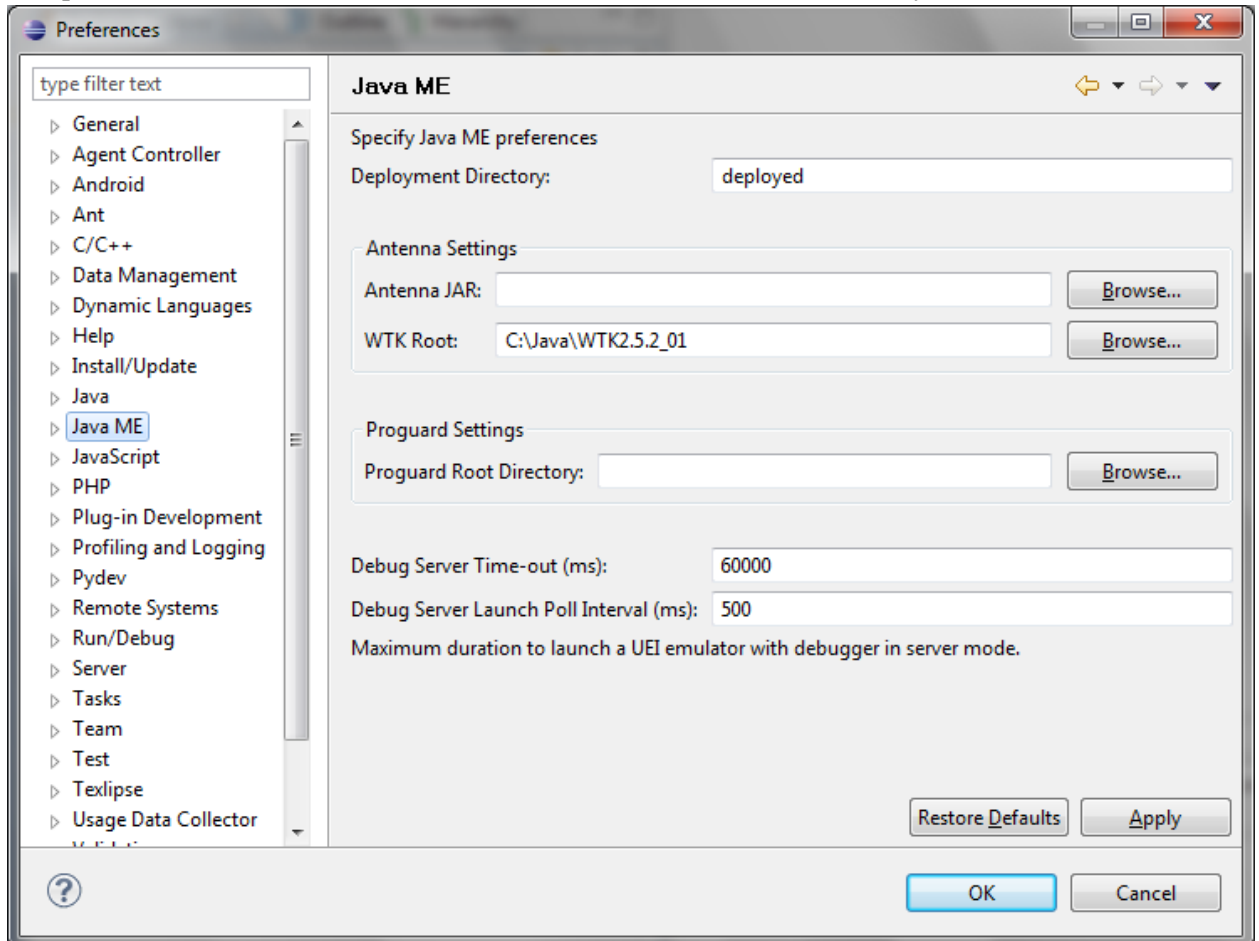 Preferences
type filter text
General
Agent Controller
Android
Ant
C/C++
Data Management
Dynamic Languages
Help
Install/Update
Java
Java ME
JavaScript
PHP
Plug-in Development
Profiling and Logging
Pydev
Remote Systems
Run/Debug
Server
Tasks
Team
Test
Texlipse
Usage Data Collector
Java ME
Specify Java ME preferences
Deployment Directory: deployed
Antenna Settings
Antenna JAR: Browse...
WTK Root: C:\Java\WTK2.5.2_01 Browse...
Proguard Settings
Proguard Root Directory: Browse...
Debug Server Time-out (ms): 60000
Debug Server Launch Poll Interval (ms): 500
Maximum duration to launch a UEI emulator with debugger in server mode.
Restore Defaults Apply
OK Cancel